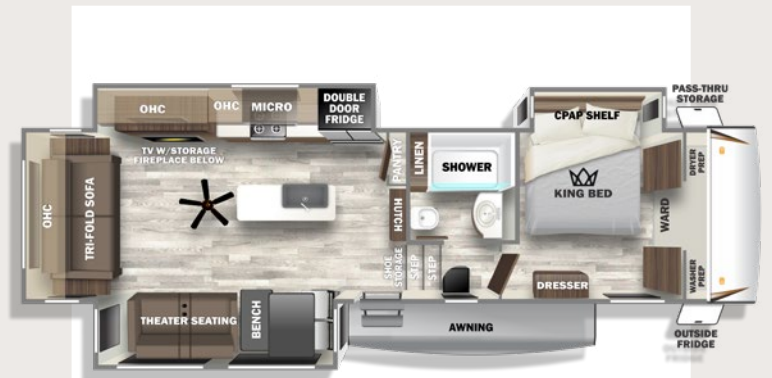 PASS-THRU
STORAGE
OHC
OHC
MICRO
DOUBLE
DOOR
FRIDGE
CPAP SHELF
TV W/STORAGE
FIREPLACE BELOW
PANTRY
LINEN
SHOWER
DRYER
PREP
KING BED
OHC
TRI-FOLD SOFA
HUTCH
WARD
SHOE
STORAGE
STEP
STEP
WASHER
PREP
DRESSER
THEATER SEATING
BENCH
AWNING
OUTSIDE
FRIDGE